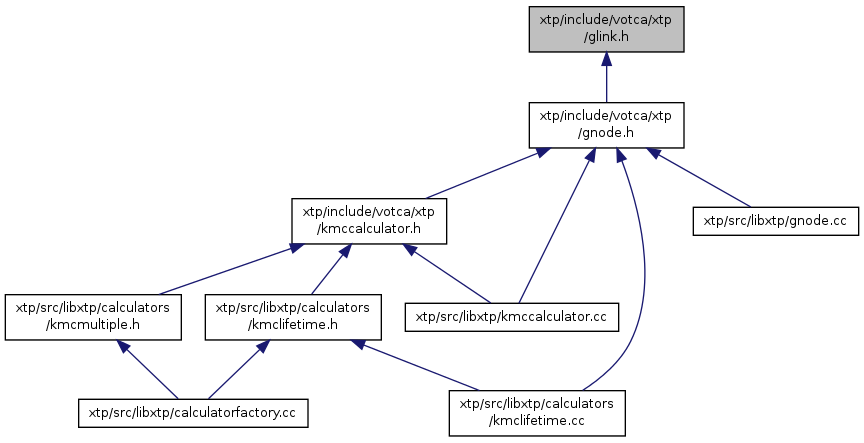 xtp/include/votca/xtp
/glink.h
xtp/include/votca/xtp
/gnode.h
xtp/include/votca/xtp
/kmccalculator.h
xtp/src/libxtp/gnode.cc
xtp/src/libxtp/calculators
/kmcmultiple.h
xtp/src/libxtp/calculators
/kmclifetime.h
xtp/src/libxtp/kmccalculator.cc
xtp/src/libxtp/calculatorfactory.cc
xtp/src/libxtp/calculators
/kmclifetime.cc